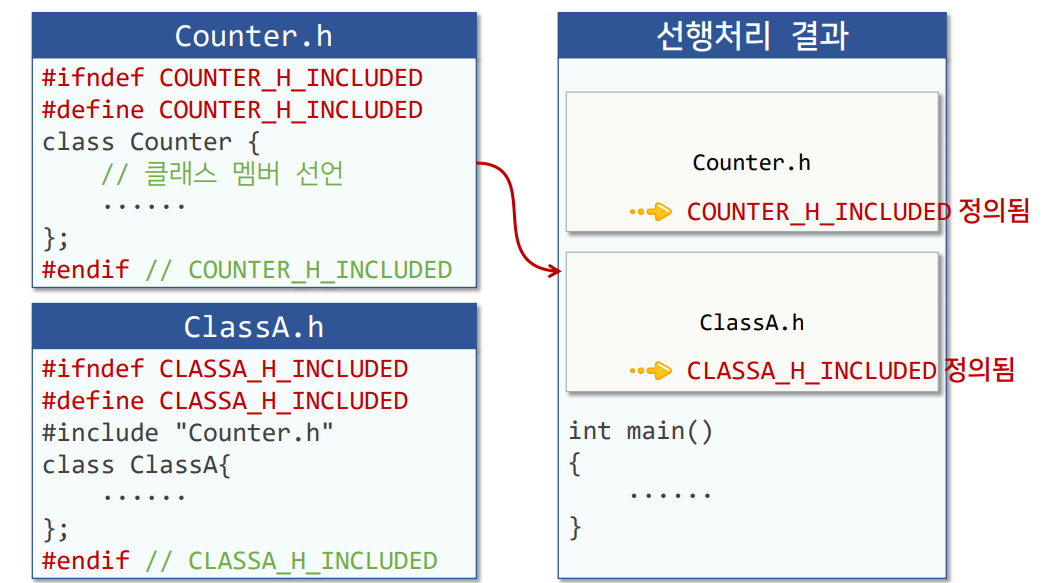 Counter.h
#ifndef COUNTER_H_INCLUDED
#define COUNTER_H_INCLUDED
class Counter {
// 클래스 멤버 선언
······
};
#endif // COUNTER_H_INCLUDED
ClassA.h
#ifndef CLASSA_H_INCLUDED
#define CLASSA_H_INCLUDED
#include "Counter.h"
class ClassA{
······
};
#endif // CLASSA_H_INCLUDED
선행처리 결과
Counter.h
COUNTER_H_INCLUDED 정의됨
ClassA.h
CLASSA_H_INCLUDED 정의됨
int main()
{
······
}